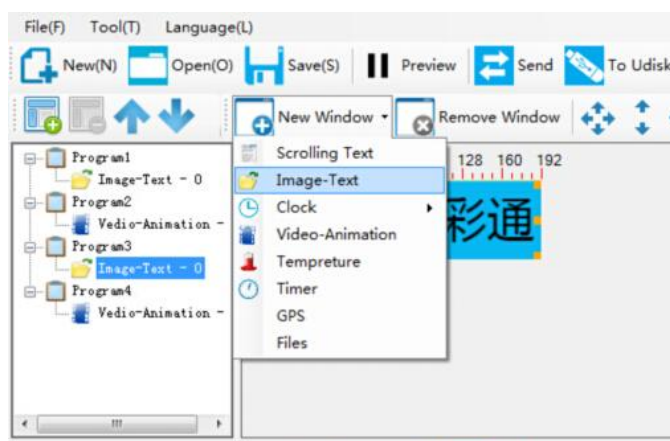 File(F) Tool(T) Language(L)
New(N) Open(O) Save(S) Preview Send To Udisk
New Window Remove Window
Program1
Image-Text - 0
Program2
Vedio-Animation -
Program3
Image-Text - 0
Program4
Vedio-Animation -
Scrolling Text
Image-Text
Clock
Video-Animation
Tempreture
Timer
GPS
Files
128 160 192
彩通